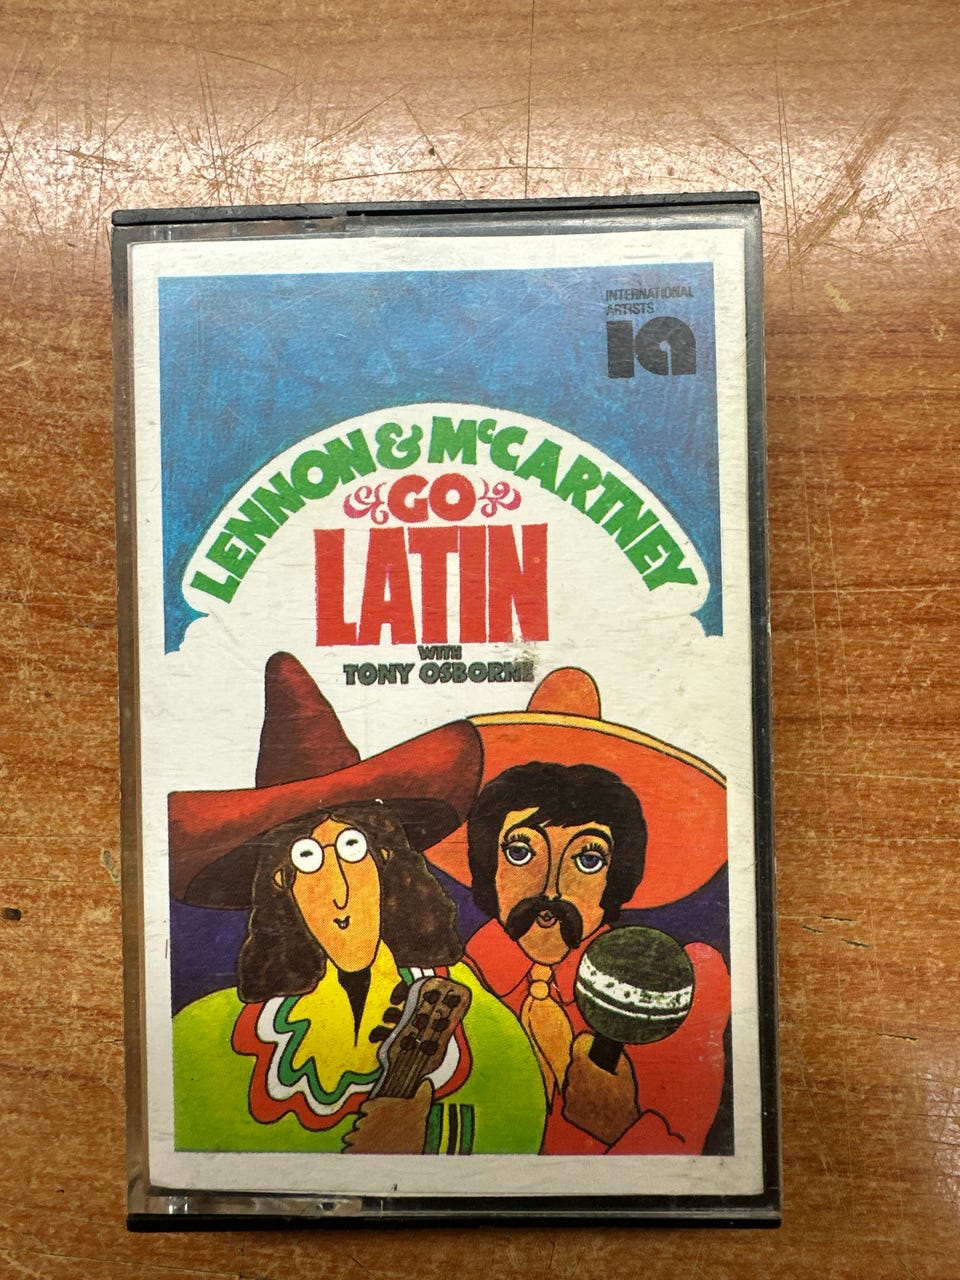 INTERNATIONAL
ARTISTS
ia
LENNON & McCARTNEY
GO
LATIN
WITH
TONY OSBORNE